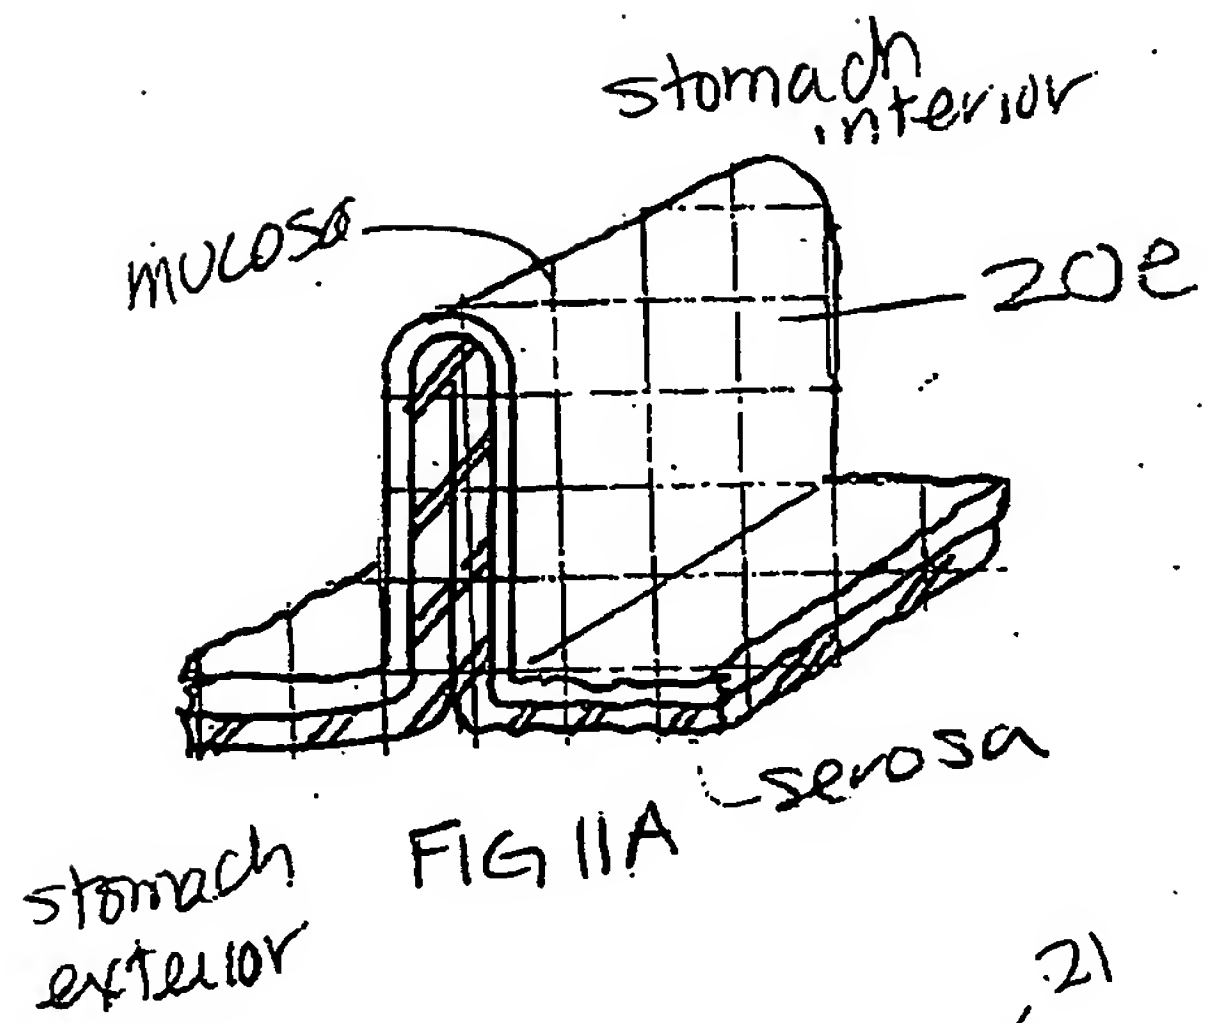 stomach
interior
mucosa
20e
serosa
FIG 11A
stomach
exterior
21